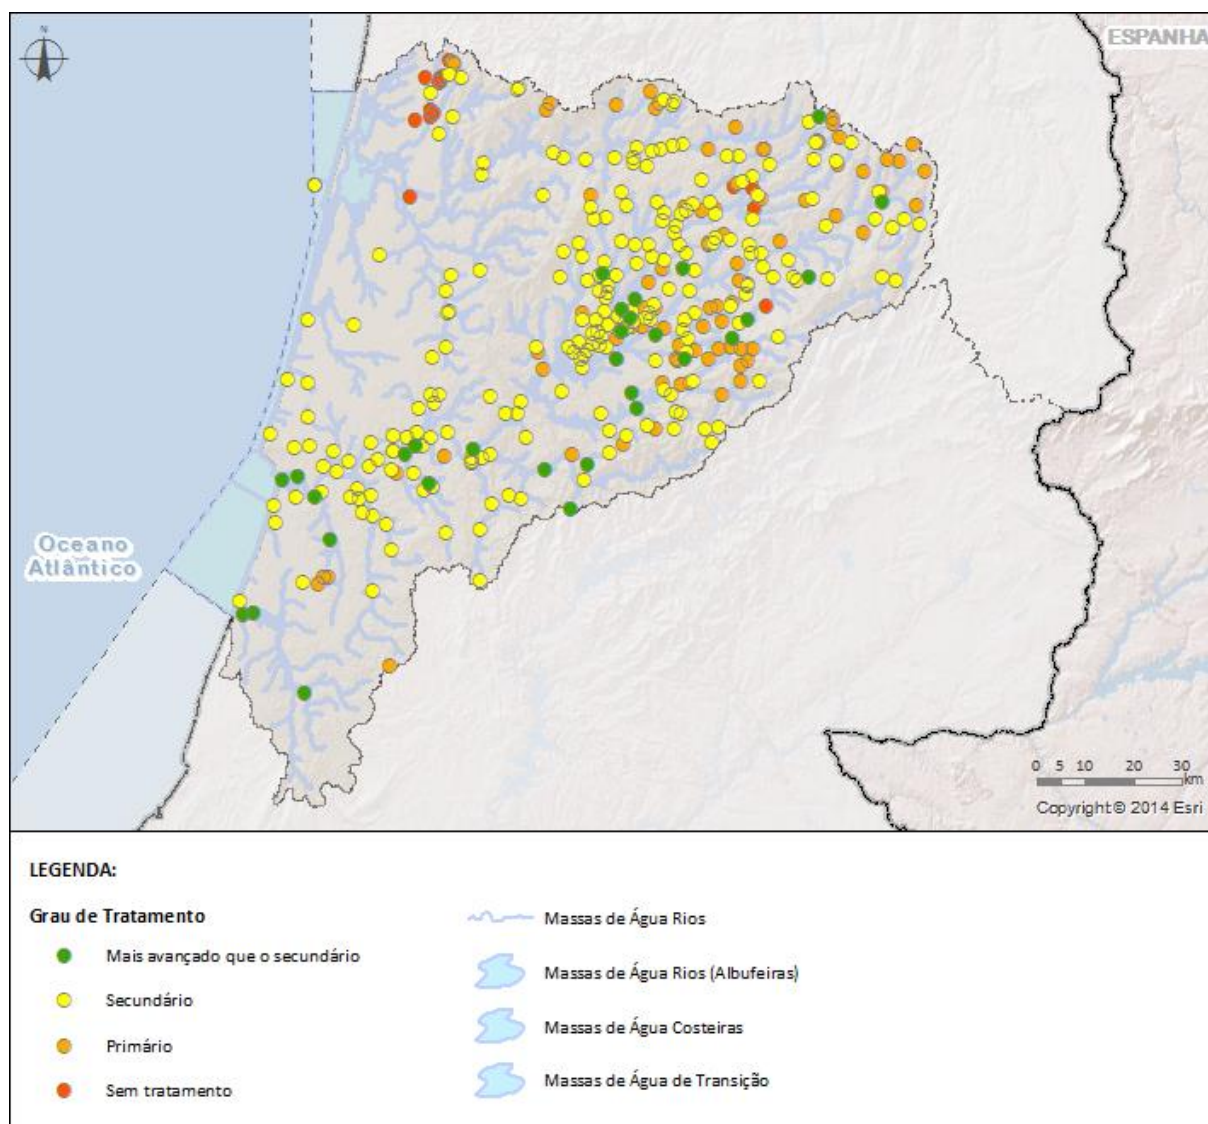 N
ESPANHA
Oceano
Atlântico
0 5 10 20 30
km
Copyright © 2014 Esri
LEGENDA:
Grau de Tratamento
Mais avançado que o secundário
Secundário
Primário
Sem tratamento
Massas de Água Rios
Massas de Água Rios (Albufeiras)
Massas de Água Costeiras
Massas de Água de Transição